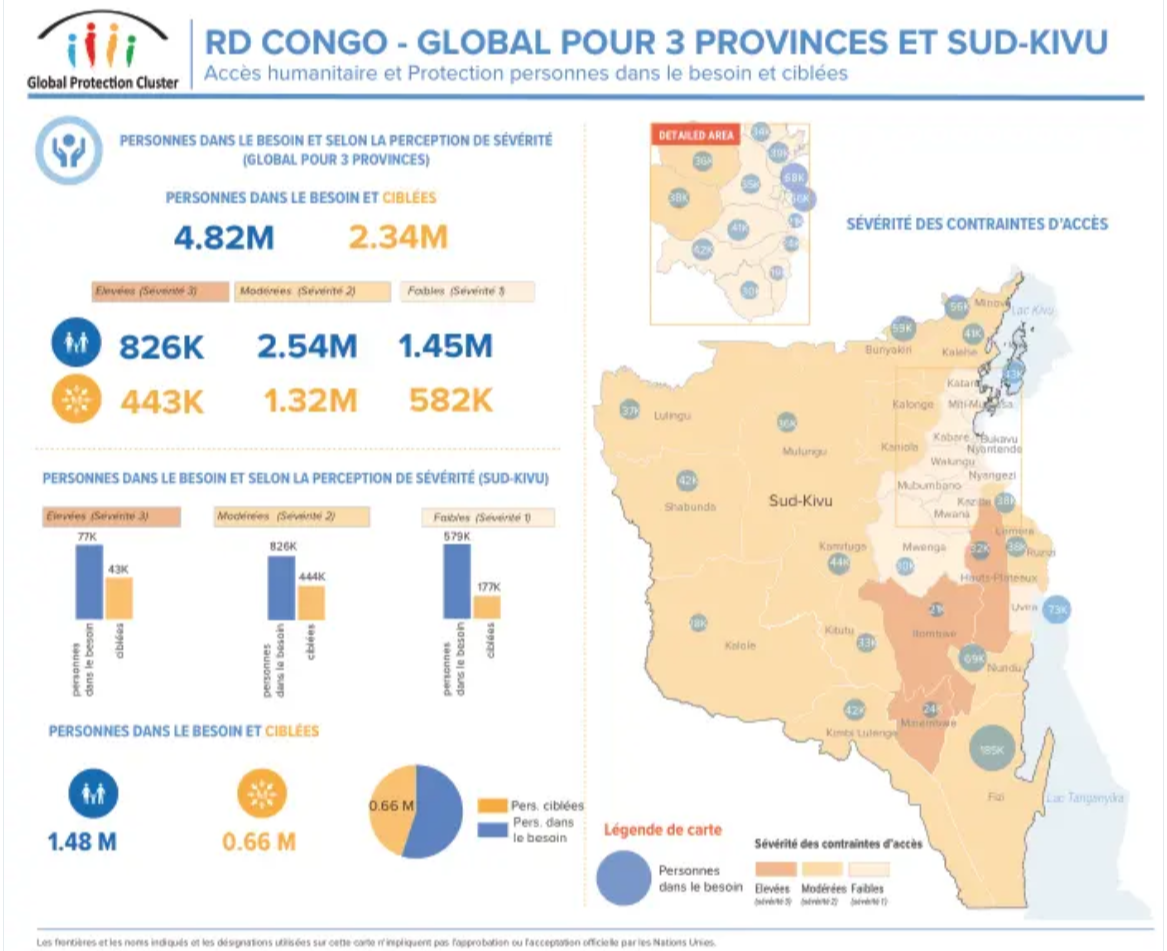 Global Protection Cluster
RD CONGO - GLOBAL POUR 3 PROVINCES ET SUD-KIVU
Accès humanitaire et Protection personnes dans le besoin et ciblées
PERSONNES DANS LE BESOIN ET SELON LA PERCEPTION DE SÉVÉRITÉ
(GLOBAL POUR 3 PROVINCES)
PERSONNES DANS LE BESOIN ET CIBLÉES
4.82M 2.34M
Elevées (Sévérité 3) Modérées (Sévérité 2) Faibles (Sévérité 1)
826K 2.54M 1.45M
443K 1.32M 582K
PERSONNES DANS LE BESOIN ET SELON LA PERCEPTION DE SÉVÉRITÉ (SUD-KIVU)
Elevées (Sévérité 3) Modérées (Sévérité 2) Faibles (Sévérité 1)
77K
43K
personnes
dans le besoin
ciblées
826K
444K
personnes
dans le besoin
ciblées
579K
177K
personnes
dans le besoin
ciblées
PERSONNES DANS LE BESOIN ET CIBLÉES
1.48 M
0.66 M
0.66 M
Pers. ciblées
Pers. dans
le besoin
DETAILED AREA
36K
38K
35K
68K
41K
42K
SÉVÉRITÉ DES CONTRAINTES D'ACCÈS
56K
Lac Kivu
59K
41K
Bunyakiri
Kalehe
Kalonge
37K
Lulingu
Mulungu
Kaniola
Kabare
Bukavu
Nyantende
Walungu
Nyangezi
42K
Shabunda
Sud-Kivu
Mubumbano
Mwana
38K
Lemera
Kamituga
44K
Mwenga
36K
Ruzizi
Hauts-Plateaux
Uvira
73K
Itombwe
Kalole
Kitutu
33K
69K
Nundu
42K
Kimbi Lulenge
24K
Minembwe
185K
Fizi
Lac Tanganyika
Légende de carte
Personnes
dans le besoin
Sévérité des contraintes d'accès
Elevées Modérées Faibles
(sévérité 3) (sévérité 2) (sévérité 1)
Les frontières et les noms indiqués et les désignations utilisées sur cette carte n'impliquent pas l'approbation ou l'acceptation officielle par les Nations Unies.